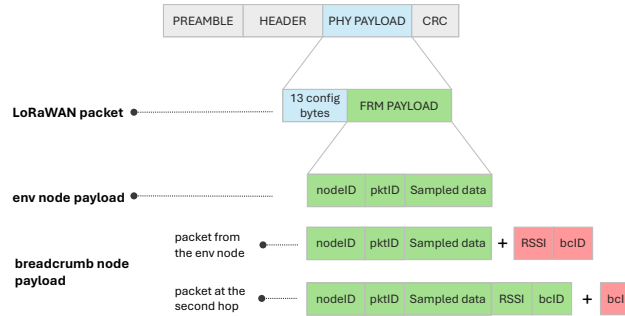 PREAMBLE HEADER PHY PAYLOAD CRC
13 config
bytes
FRM PAYLOAD
LoRaWAN packet
env node payload
nodeID pktID Sampled data
breadcrumb node
payload
packet from
the env node
nodeID pktID Sampled data + RSSI bcID
packet at the
second hop
nodeID pktID Sampled data RSSI bcID + bcI